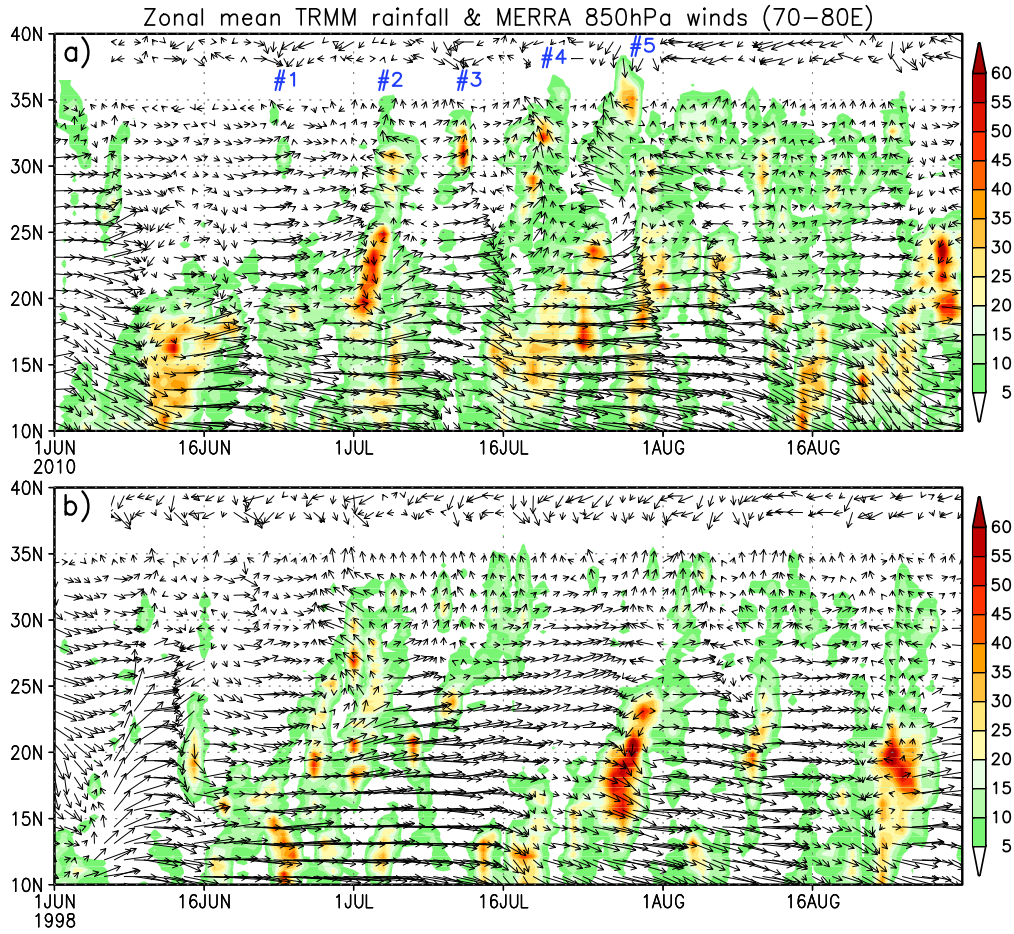 Zonal mean TRMM rainfall & MERRA 850hPa winds (70−80E)
40N
a)
#1
#2
#3
#4
#5
35N
30N
25N
20N
15N
10N
1JUN 16JUN 1JUL 16JUL 1AUG 16AUG
2010
60
55
50
45
40
35
30
25
20
15
10
5
40N
b)
35N
30N
25N
20N
15N
10N
1JUN 16JUN 1JUL 16JUL 1AUG 16AUG
1998
60
55
50
45
40
35
30
25
20
15
10
5